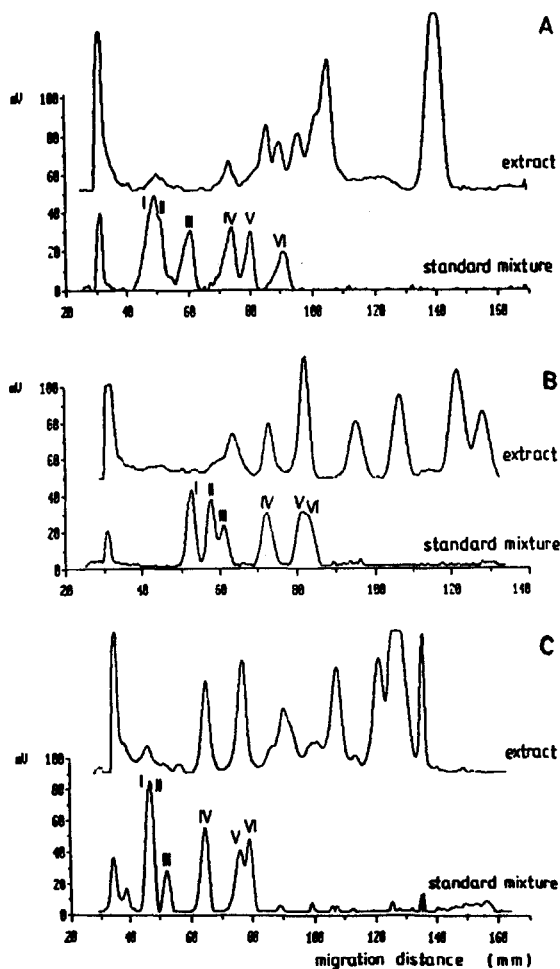 A
mV
100
80
60
40
20
0
extract
I II III IV V VI
standard mixture
20 40 60 80 100 120 140 160
B
mV
100
80
60
40
20
0
extract
I II III IV V VI
standard mixture
20 40 60 80 100 120 140
C
mV
100
80
60
40
20
0
extract
I II III IV V VI
standard mixture
20 40 60 80 100 120 140 160
migration distance (mm)